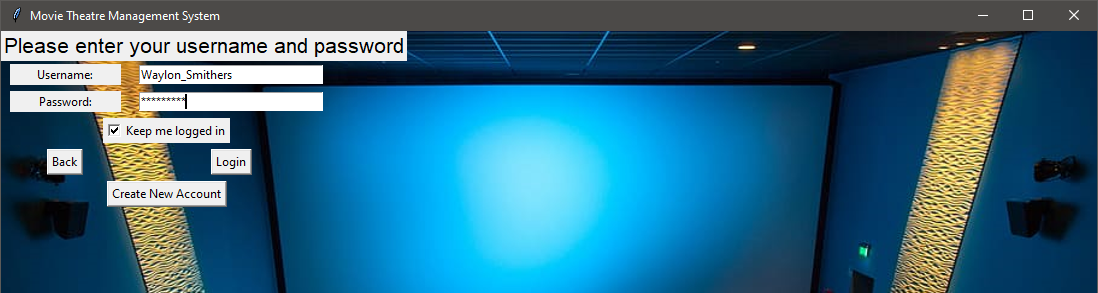 Movie Theatre Management System
Please enter your username and password
Username: Waylon_Smithers
Password: *********
Keep me logged in
Back Login
Create New Account